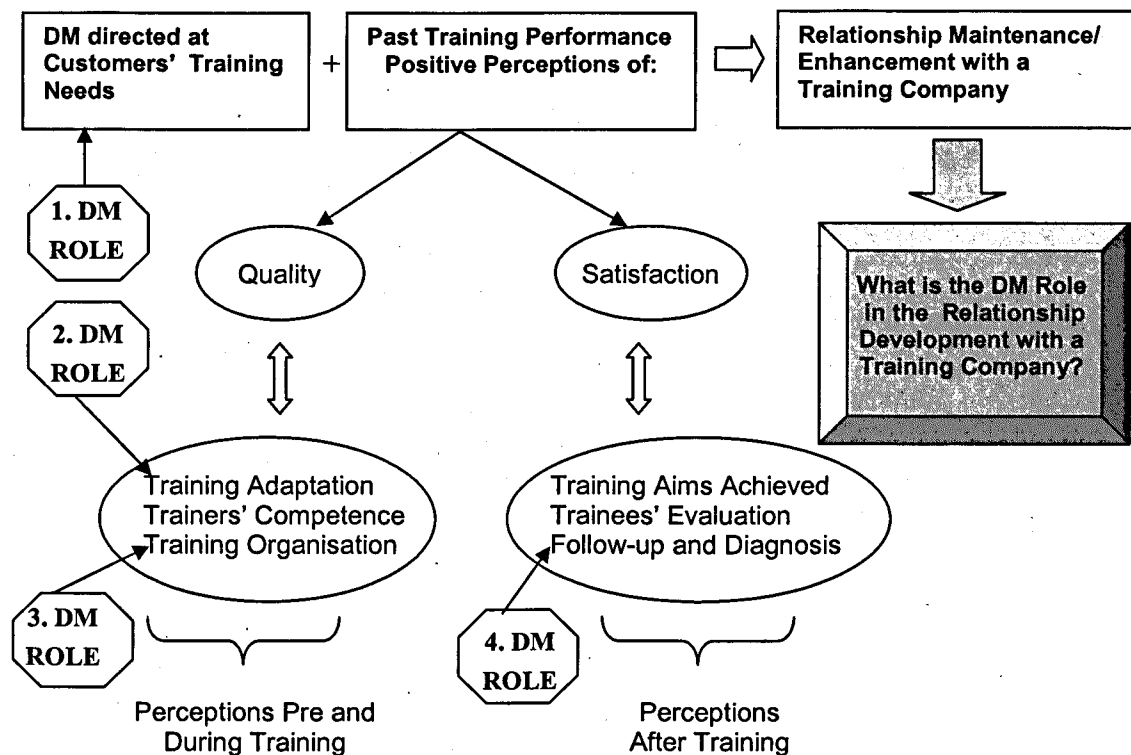 DM directed at
Customers' Training
Needs
+
Past Training Performance
Positive Perceptions of:
Relationship Maintenance/
Enhancement with a
Training Company
1. DM
ROLE
Quality
Satisfaction
What is the DM Role
in the Relationship
Development with a
Training Company?
2. DM
ROLE
Training Adaptation
Trainers' Competence
Training Organisation
Training Aims Achieved
Trainees' Evaluation
Follow-up and Diagnosis
3. DM
ROLE
4. DM
ROLE
Perceptions Pre and
During Training
Perceptions
After Training